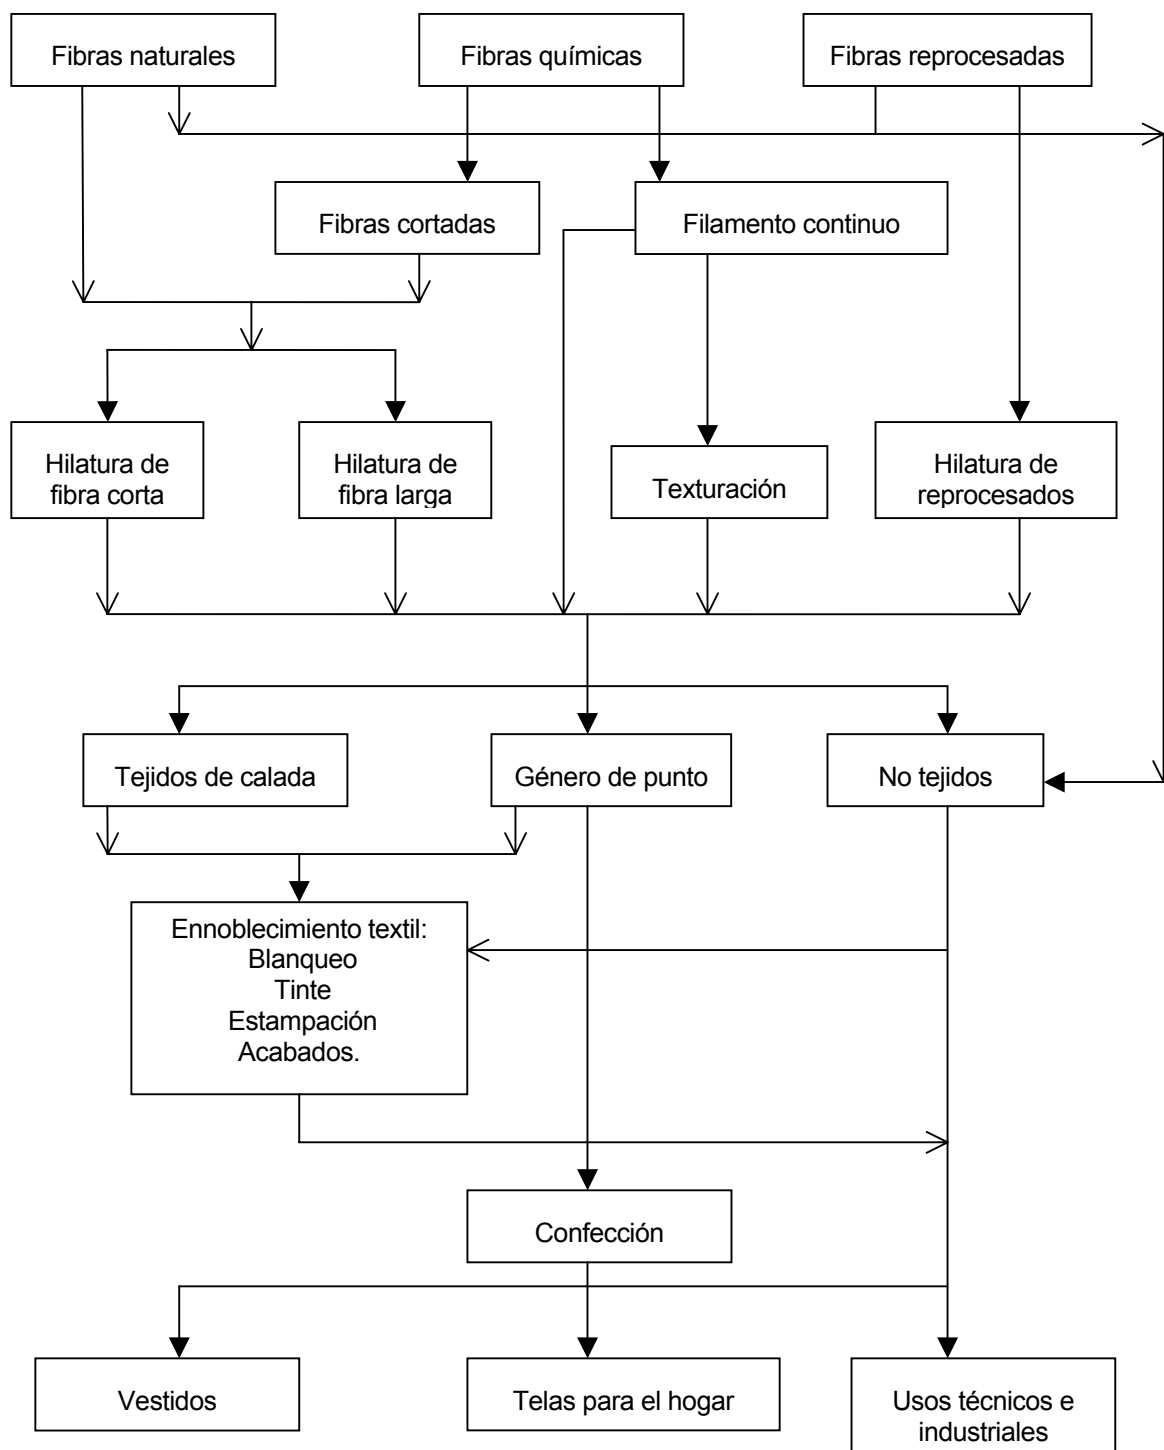 Fibras naturales
Fibras químicas
Fibras reprocesadas
Fibras cortadas
Filamento continuo
Hilatura de
fibra corta
Hilatura de
fibra larga
Texturación
Hilatura de
reprocesados
Tejidos de calada
Género de punto
No tejidos
Ennoblecimiento textil:
Blanqueo
Tinte
Estampación
Acabados.
Confección
Vestidos
Telas para el hogar
Usos técnicos e
industriales